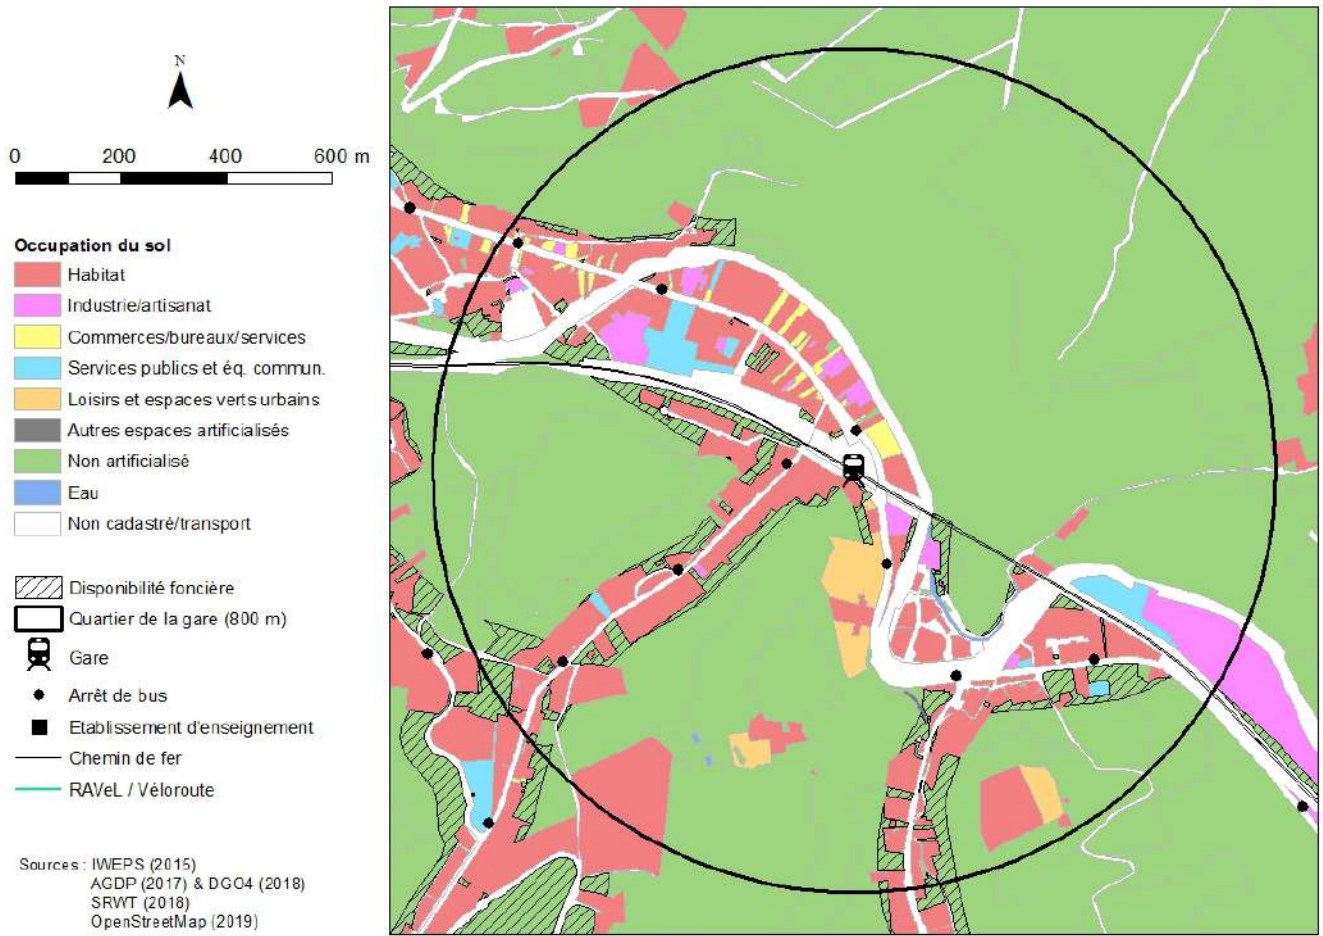 N
0 200 400 600 m
Occupation du sol
Habitat
Industrie/artisanat
Commerces/bureaux/services
Services publics et éq. commun.
Loisirs et espaces verts urbains
Autres espaces artificialisés
Non artificialisé
Eau
Non cadastré/transport
Disponibilité foncière
Quartier de la gare (800 m)
Gare
Arrêt de bus
Etablissement d'enseignement
Chemin de fer
RAVeL / Véloroute
Sources : IWEPS (2015)
AGDP (2017) & DGO4 (2018)
SRWT (2018)
OpenStreetMap (2019)